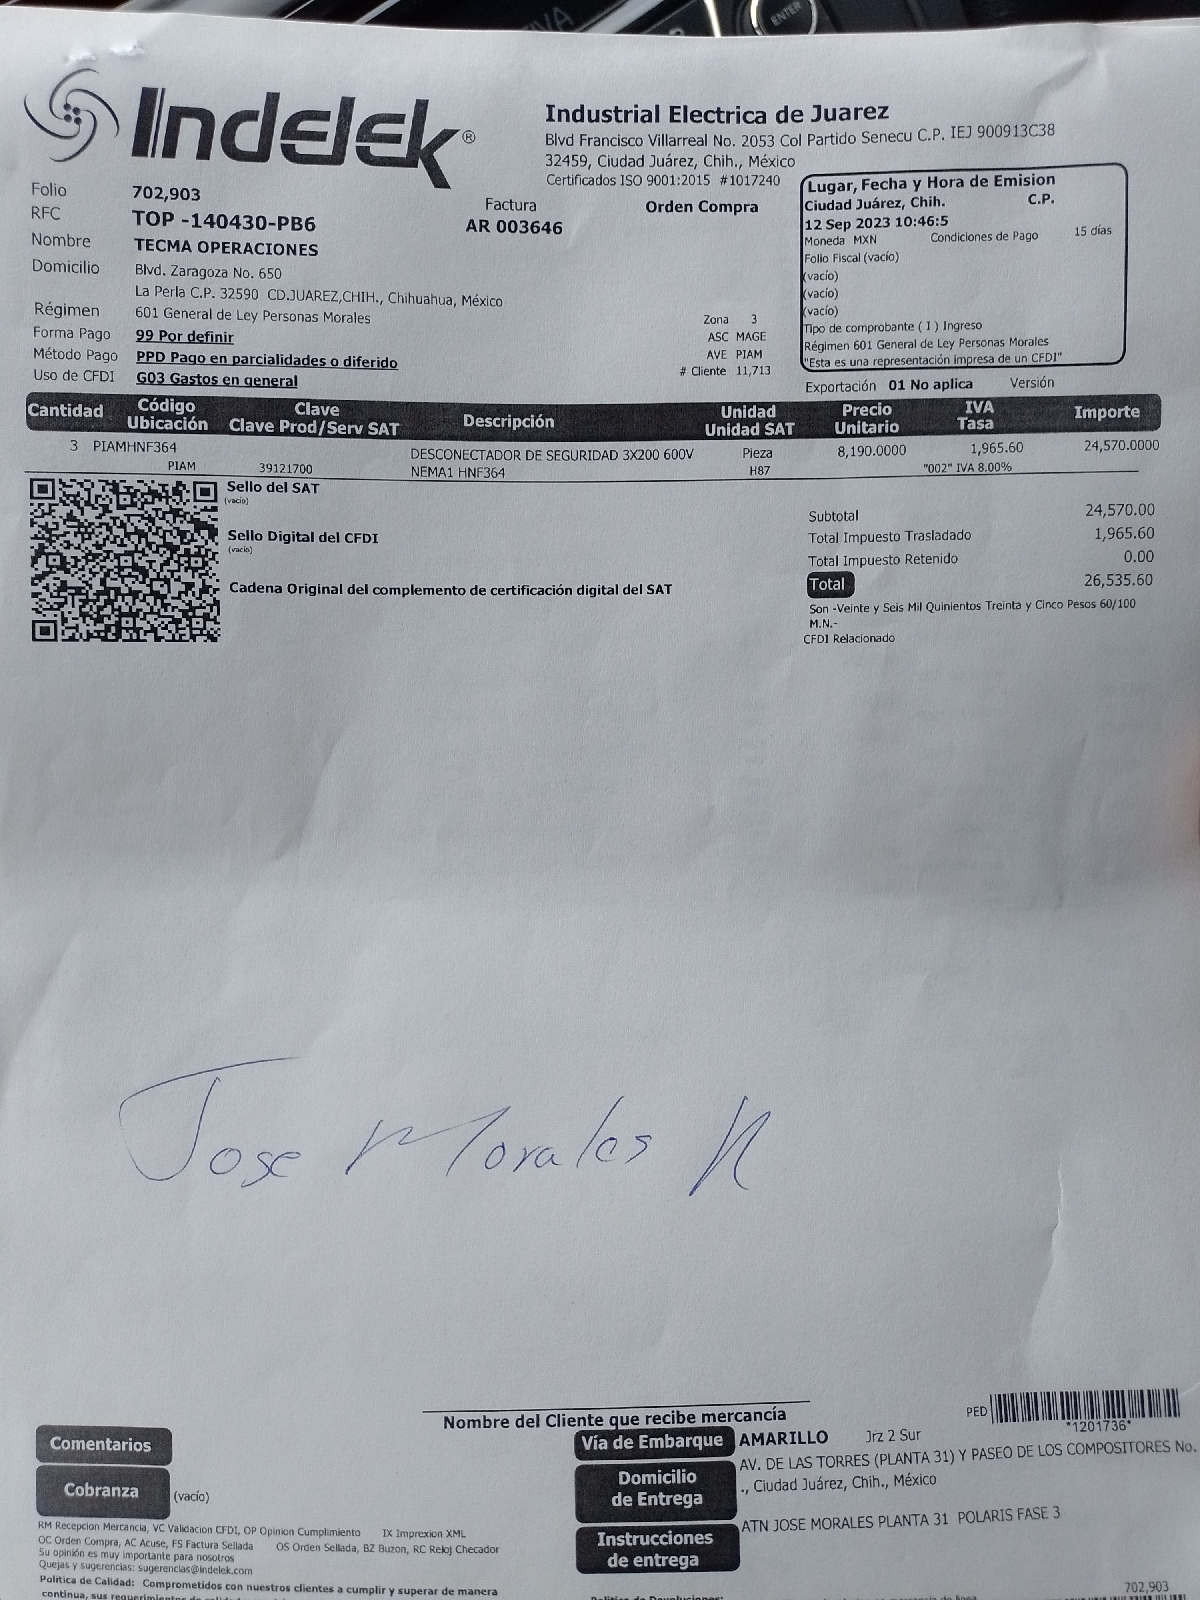 VA
ENTER
Indelek®
Industrial Electrica de Juarez
Blvd Francisco Villarreal No. 2053 Col Partido Senecu C.P. IEJ 900913C38
32459, Ciudad Juárez, Chih., México
Certificados ISO 9001:2015 #1017240
Folio 702,903
RFC TOP -140430-PB6
Factura
AR 003646
Orden Compra
Nombre TECMA OPERACIONES
Domicilio Blvd. Zaragoza No. 650
La Perla C.P. 32590 CD.JUAREZ,CHIH., Chihuahua, México
Régimen 601 General de Ley Personas Morales
Forma Pago 99 Por definir
Método Pago PPD Pago en parcialidades o diferido
Uso de CFDI G03 Gastos en general
Zona 3
ASC MAGE
AVE PIAM
# Cliente 11,713
Lugar, Fecha y Hora de Emision
Ciudad Juárez, Chih. C.P.
12 Sep 2023 10:46:5
Moneda MXN Condiciones de Pago 15 días
Folio Fiscal (vacío)
(vacío)
(vacío)
(vacío)
Tipo de comprobante ( I ) Ingreso
Régimen 601 General de Ley Personas Morales
"Esta es una representación impresa de un CFDI"
Exportación 01 No aplica Versión
Cantidad Código Ubicación Clave Clave Prod/Serv SAT Descripción Unidad Unidad SAT Precio Unitario IVA Tasa Importe
3 PIAMHNF364 DESCONECTADOR DE SEGURIDAD 3X200 600V Pieza 8,190.0000 1,965.60 24,570.0000
PIAM 39121700 NEMA1 HNF364 H87 "002" IVA 8.00%
Sello del SAT
(vacío)
Sello Digital del CFDI
(vacío)
Cadena Original del complemento de certificación digital del SAT
Subtotal 24,570.00
Total Impuesto Trasladado 1,965.60
Total Impuesto Retenido 0.00
Total 26,535.60
Son -Veinte y Seis Mil Quinientos Treinta y Cinco Pesos 60/100
M.N.-
CFDI Relacionado
Jose Morales
Nombre del Cliente que recibe mercancía
PED
*1201736*
Comentarios
Cobranza (vacío)
Vía de Embarque AMARILLO Jrz 2 Sur
Domicilio de Entrega AV. DE LAS TORRES (PLANTA 31) Y PASEO DE LOS COMPOSITORES No.
., Ciudad Juárez, Chih., México
Instrucciones de entrega ATN JOSE MORALES PLANTA 31 POLARIS FASE 3
RM Recepcion Mercancia, VC Validacion CFDI, OP Opinion Cumplimiento IX Imprexion XML
OC Orden Compra, AC Acuse, FS Factura Sellada OS Orden Sellada, BZ Buzon, RC Reloj Checador
Su opinión es muy importante para nosotros
Quejas y sugerencias: sugerencias@indelek.com
Política de Calidad: Comprometidos con nuestros clientes a cumplir y superar de manera
continua, sus
702,903